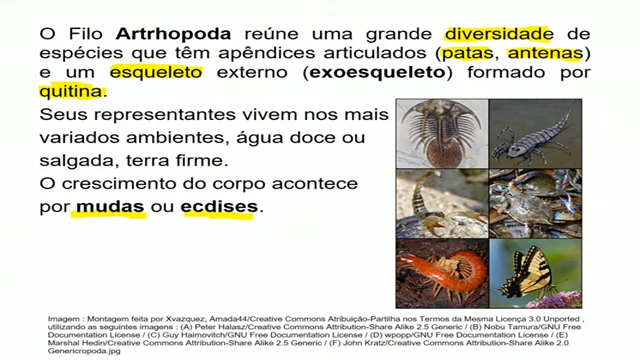 O Filo Artrhopoda reúne uma grande diversidade de
espécies que têm apêndices articulados (patas, antenas)
e um esqueleto externo (exoesqueleto) formado por
quitina.
Seus representantes vivem nos mais
variados ambientes, água doce ou
salgada, terra firme.
O crescimento do corpo acontece
por mudas ou ecdises.
Imagem : Montagem feita por Xvazquez, Amada44/Creative Commons Atribuição-Partilha nos Termos da Mesma Licença 3.0 Unported ,
utilizando as seguintes imagens : (A) Peter Halasz/Creative Commons Attribution-Share Alike 2.5 Generic / (B) Nobu Tamura/GNU Free
Documentation License / (C) Guy Haimovitch/GNU Free Documentation License / (D) wpopp/GNU Free Documentation License / (E)
Marshal Hedin/Creative Commons Attribution-Share Alike 2.5 Generic / (F) John Kratz/Creative Commons Attribution-Share Alike 2.0
Genericropoda.jpg